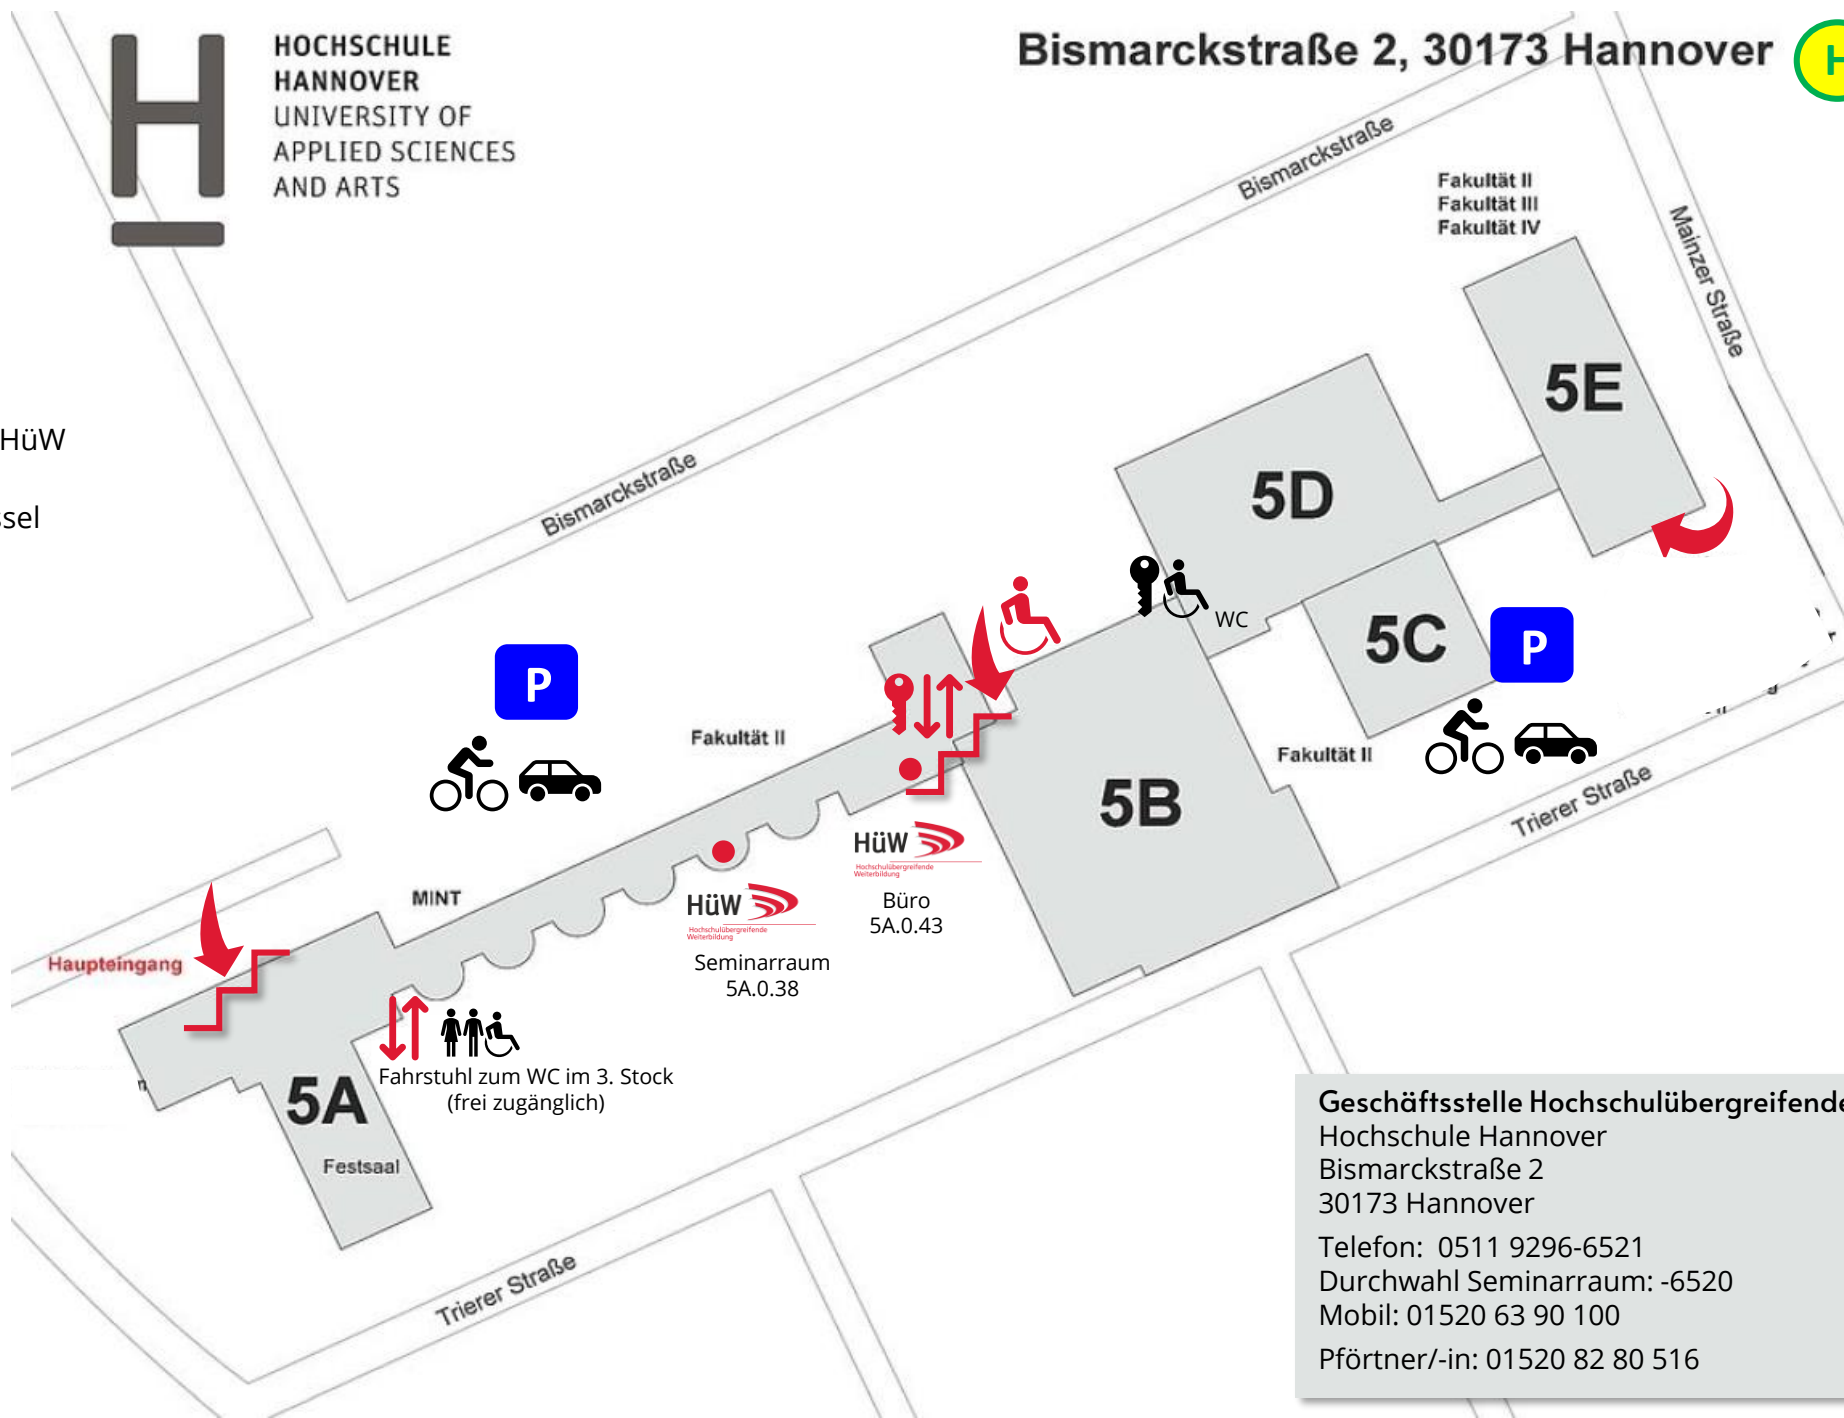 HOCHSCHULE
HANNOVER
UNIVERSITY OF
APPLIED SCIENCES
AND ARTS
Bismarckstraße 2, 30173 Hannover
H
Bismarckstraße
Fakultät II
Fakultät III
Fakultät IV
Mainzer Straße
5E
HüW
Bismarckstraße
5D
WC
5C
P
P
Fakultät II
Fakultät II
5B
Trierer Straße
HüW
Hochschulübergreifende
Weiterbildung
Büro
5A.0.43
MINT
HüW
Hochschulübergreifende
Weiterbildung
Seminarraum
5A.0.38
Haupteingang
Fahrstuhl zum WC im 3. Stock
(frei zugänglich)
5A
Festsaal
Trierer Straße
Geschäftsstelle Hochschulübergreifende
Hochschule Hannover
Bismarckstraße 2
30173 Hannover
Telefon: 0511 9296-6521
Durchwahl Seminarraum: -6520
Mobil: 01520 63 90 100
Pförtner/-in: 01520 82 80 516